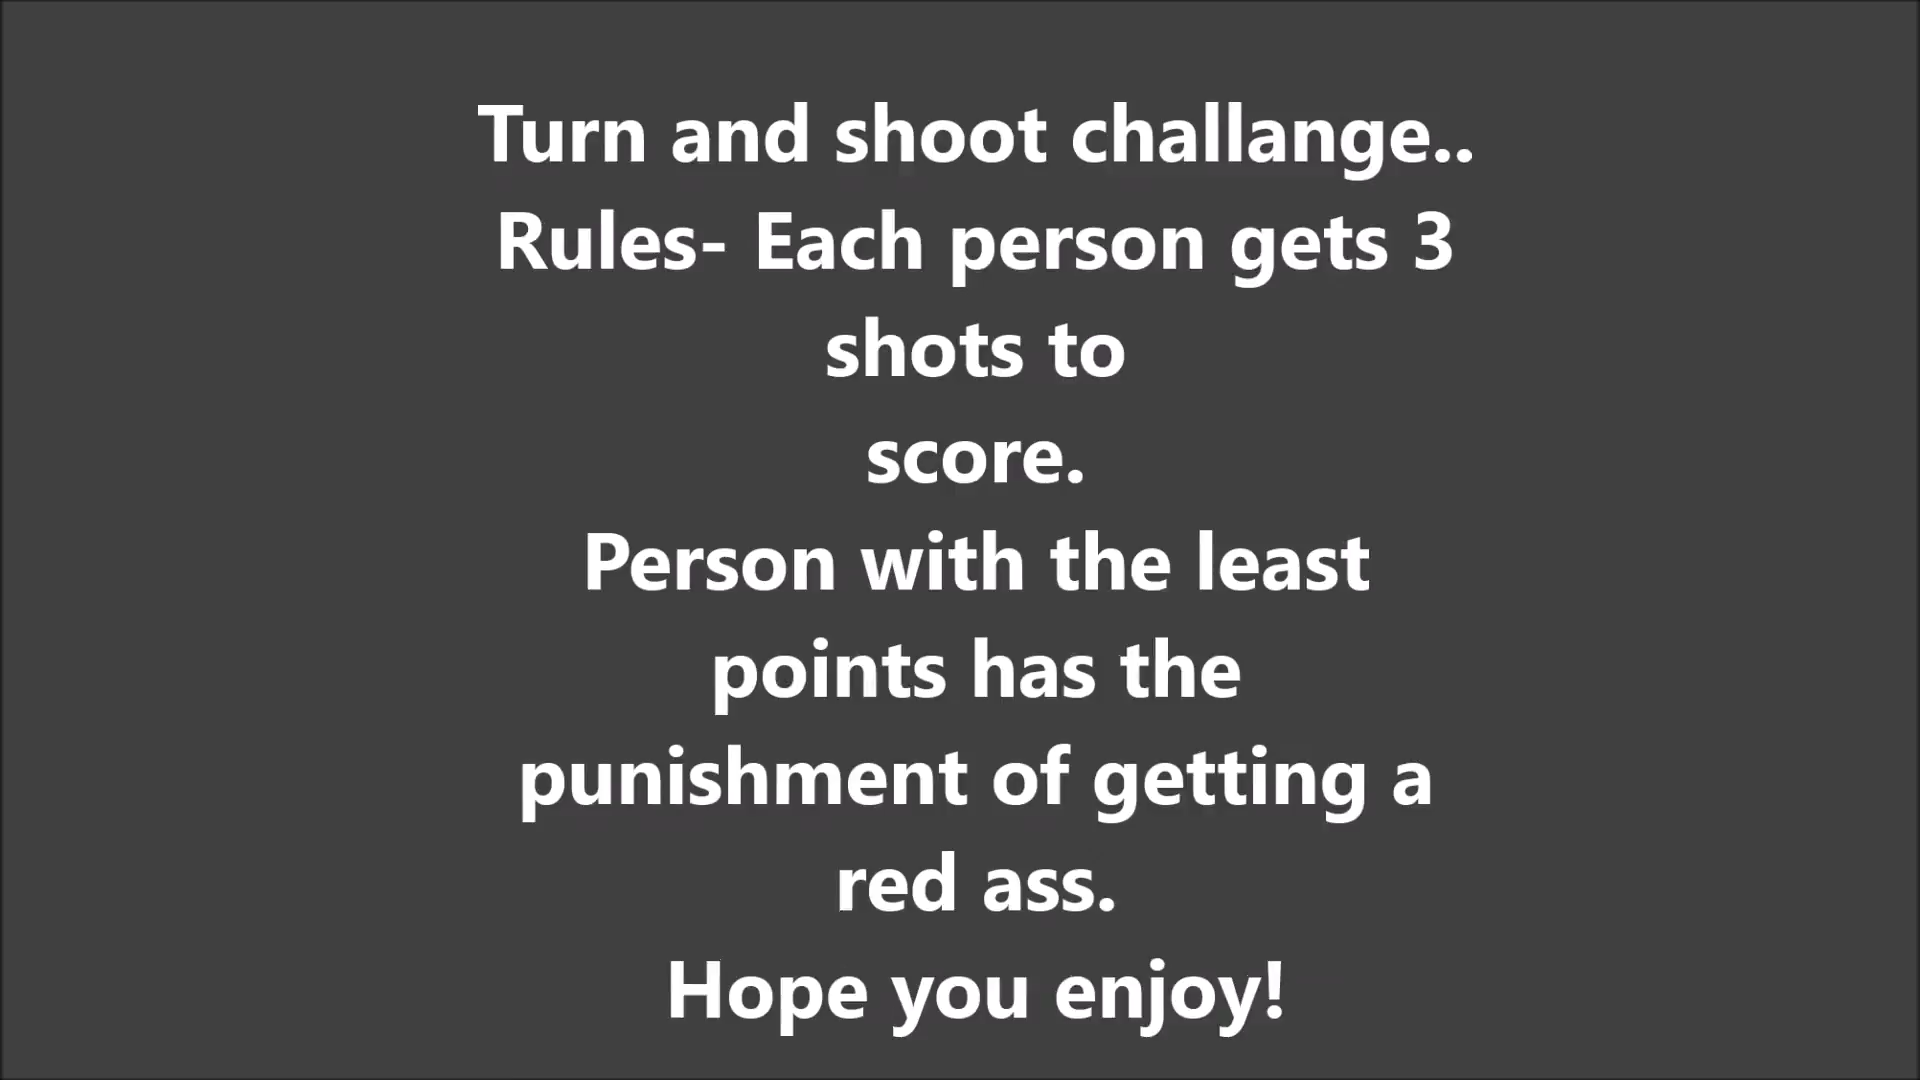 Turn and shoot challange..
Rules- Each person gets 3
shots to
score.
Person with the least
points has the
punishment of getting a
red ass.
Hope you enjoy!